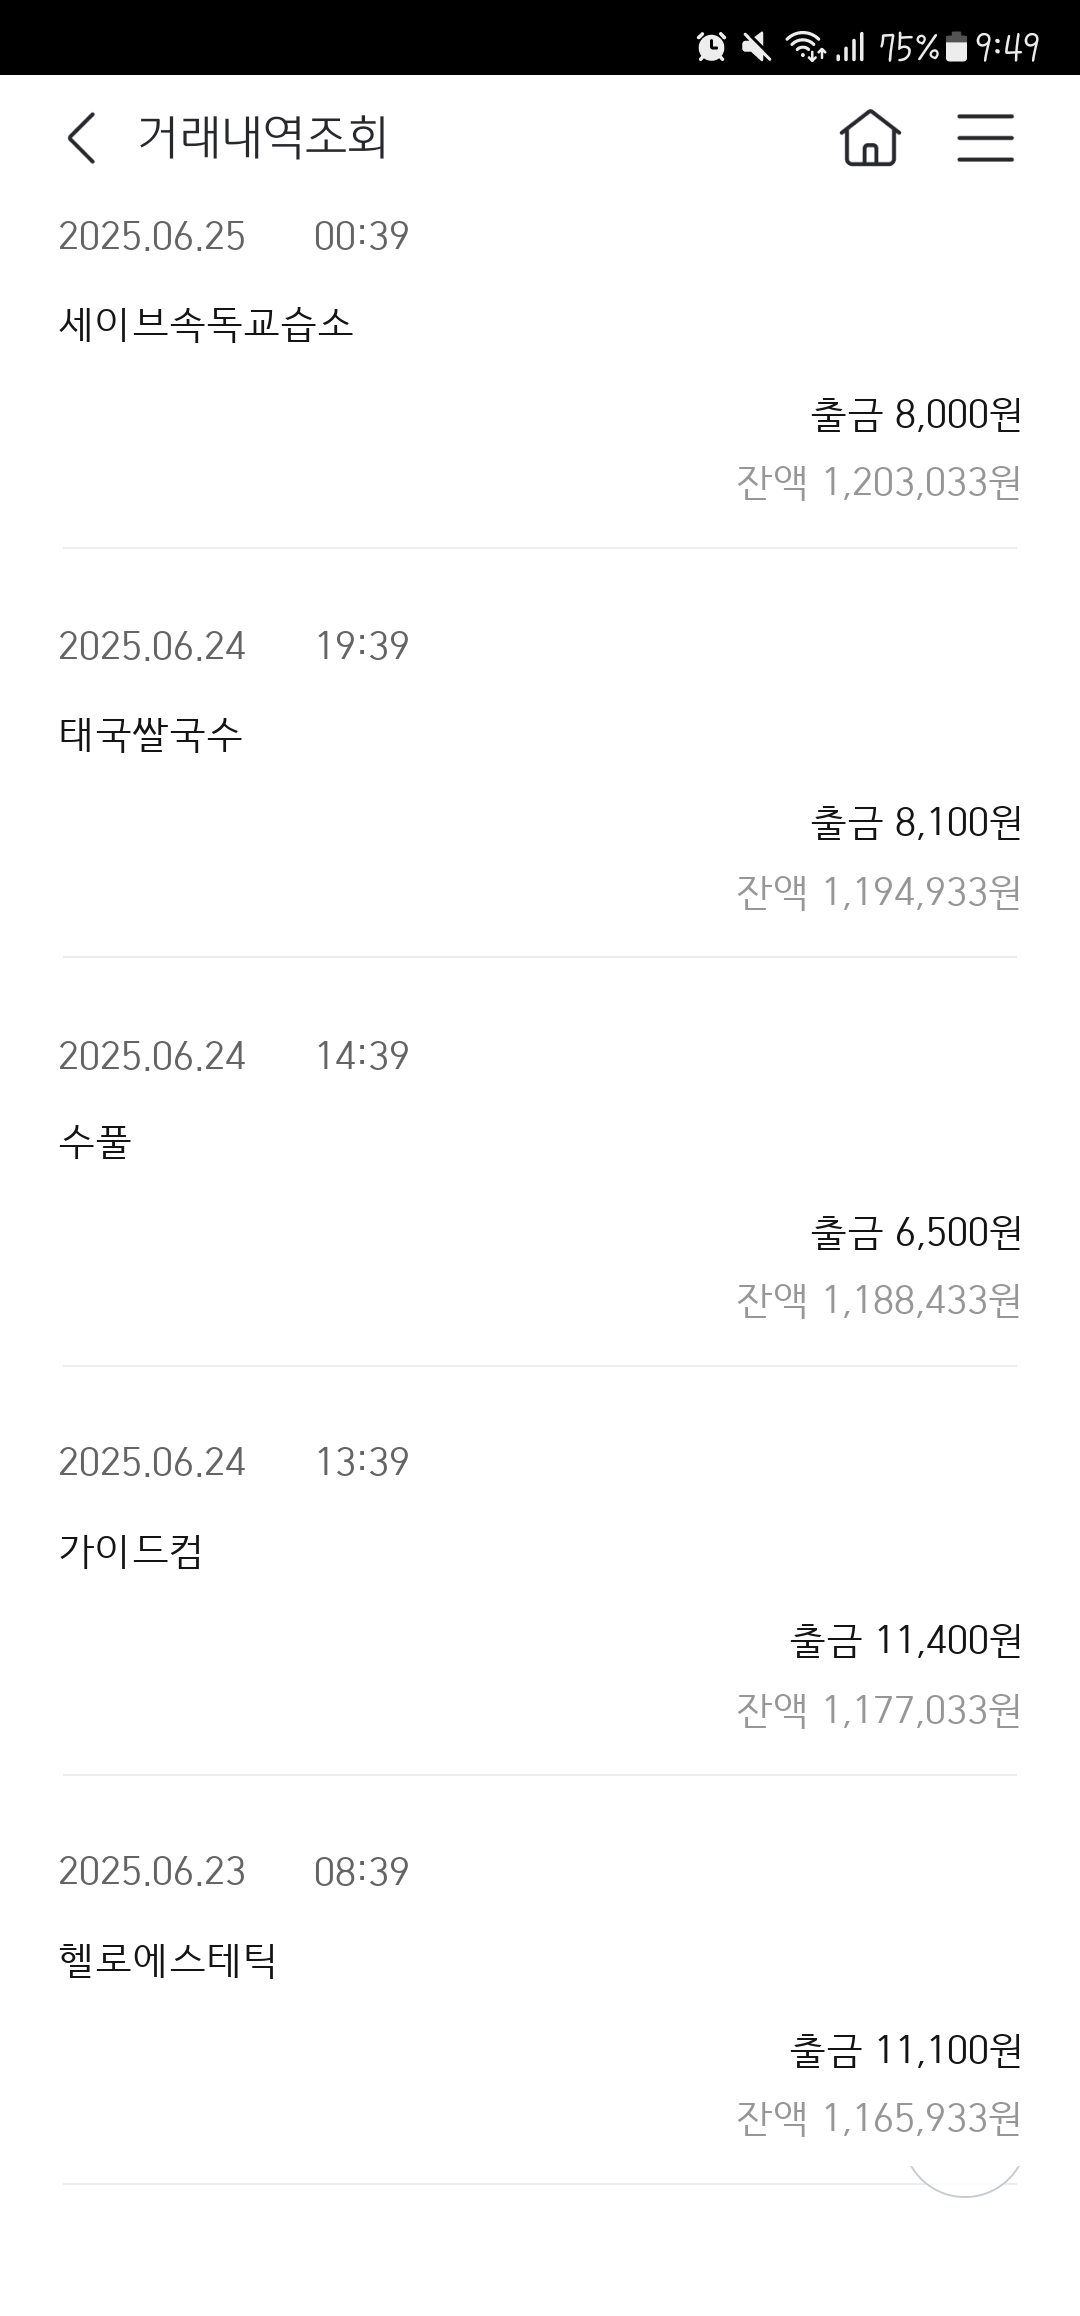 75% 9:49
거래내역조회
2025.06.25 00:39
세이브속독교습소
출금 8,000원
잔액 1,203,033원
2025.06.24 19:39
태국쌀국수
출금 8,100원
잔액 1,194,933원
2025.06.24 14:39
수풀
출금 6,500원
잔액 1,188,433원
2025.06.24 13:39
가이드컴
출금 11,400원
잔액 1,177,033원
2025.06.23 08:39
헬로에스테틱
출금 11,100원
잔액 1,165,933원